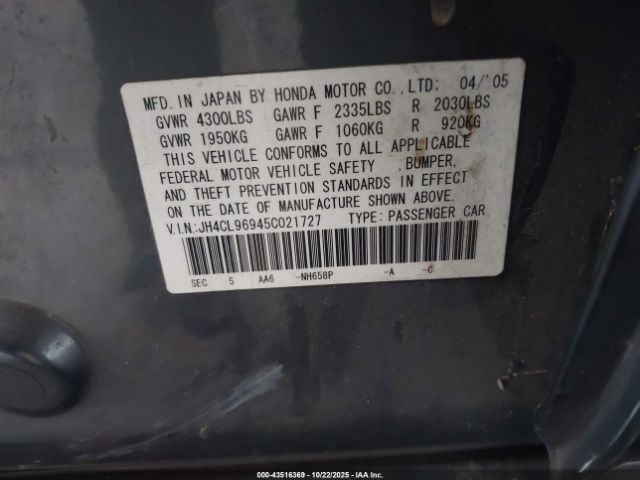 MFD. IN JAPAN BY HONDA MOTOR CO.,LTD: 04/'05
GVWR 4300LBS GAWR F 2335LBS R 2030LBS
GVWR 1950KG GAWR F 1060KG R 920KG
THIS VEHICLE CONFORMS TO ALL APPLICABLE
FEDERAL MOTOR VEHICLE SAFETY ,BUMPER,
AND THEFT PREVENTION STANDARDS IN EFFECT
ON THE DATE OF MANUFACTURE SHOWN ABOVE.
V.I.N:JH4CL96945C021727 TYPE: PASSENGER CAR
SEC 5 AA6 -NH658P -A -C
000-43516369 - 10/22/2025 - IAAI.com